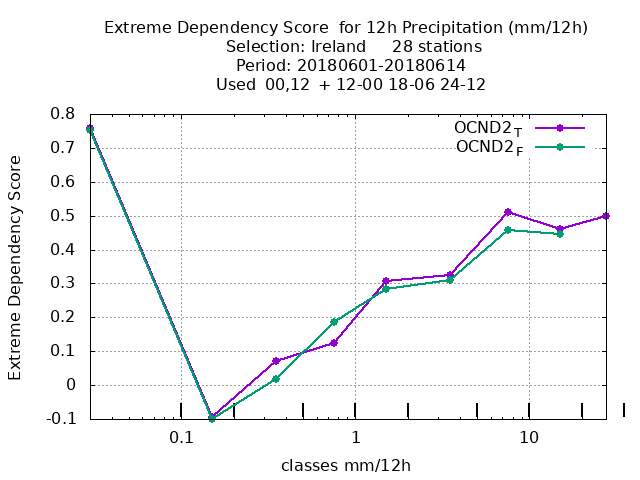 Extreme Dependency Score  for 12h Precipitation (mm/12h)
Selection: Ireland     28 stations
Period: 20180601-20180614
Used  00,12  + 12-00 18-06 24-12
OCND2T
OCND2F
Extreme Dependency Score
0.8
0.7
0.6
0.5
0.4
0.3
0.2
0.1
0
-0.1
0.1
1
10
classes mm/12h